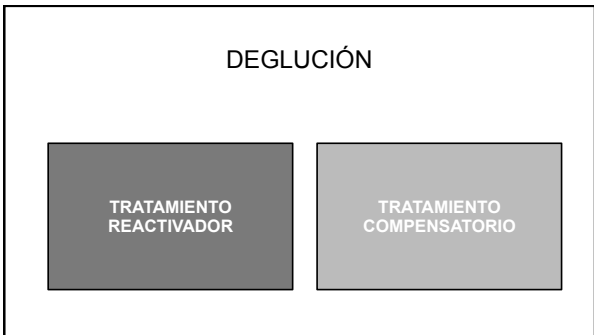 DEGLUCIÓN
TRATAMIENTO
REACTIVADOR
TRATAMIENTO
COMPENSATORIO